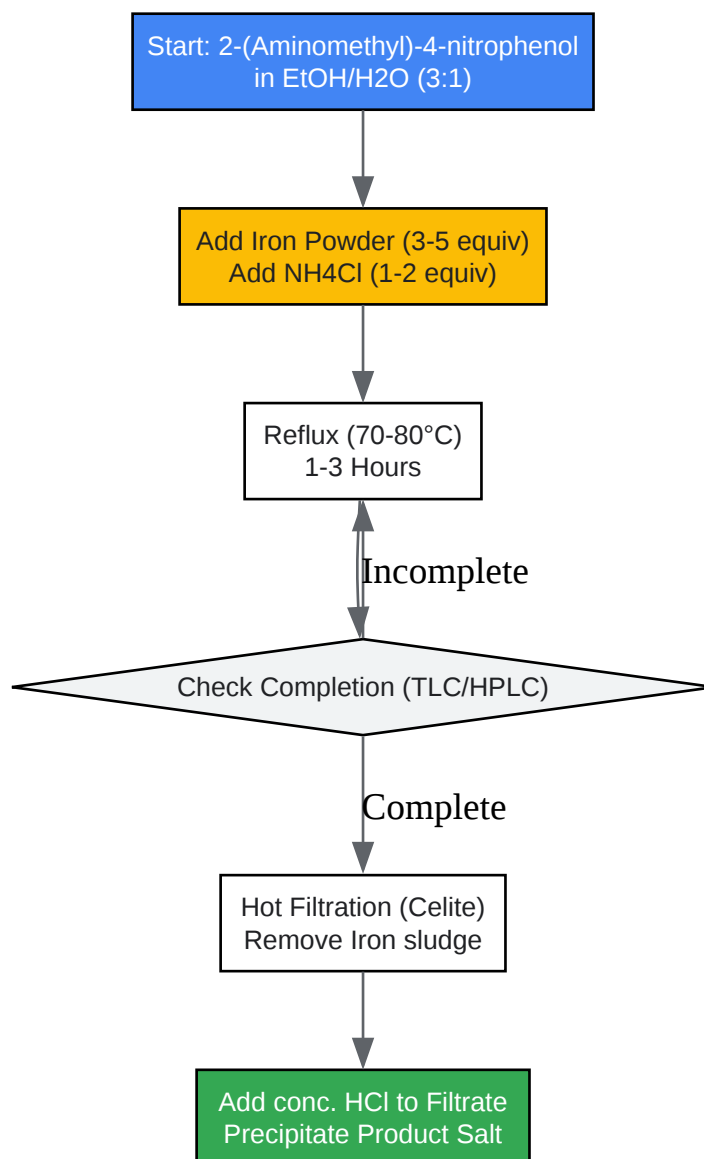 Start: 2-(Aminomethyl)-4-nitrophenol
in EtOH/H2O (3:1)
Add Iron Powder (3-5 equiv)
Add NH4Cl (1-2 equiv)
Reflux (70-80°C)
1-3 Hours
Incomplete
Check Completion (TLC/HPLC)
Complete
Hot Filtration (Celite)
Remove Iron sludge
Add conc. HCl to Filtrate
Precipitate Product Salt